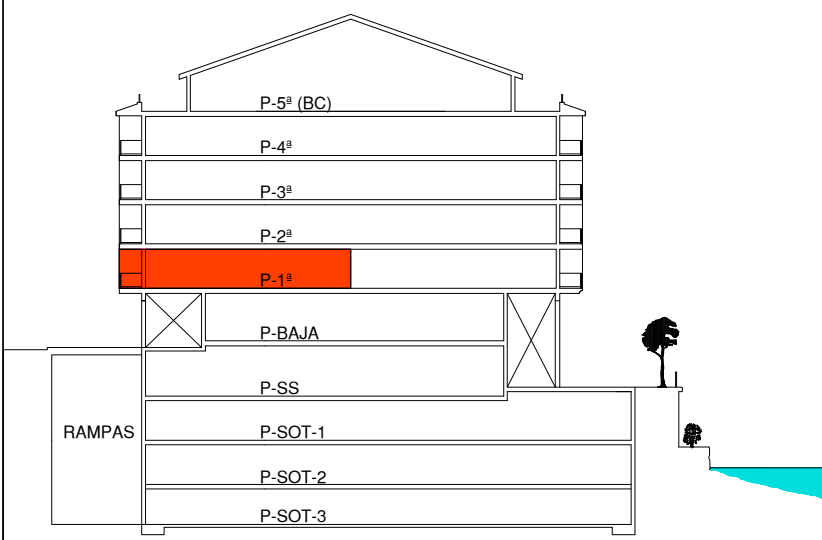 P-5ª (BC)
P-4ª
P-3ª
P-2ª
P-1ª
P-BAJA
P-SS
RAMPAS
P-SOT-1
P-SOT-2
P-SOT-3